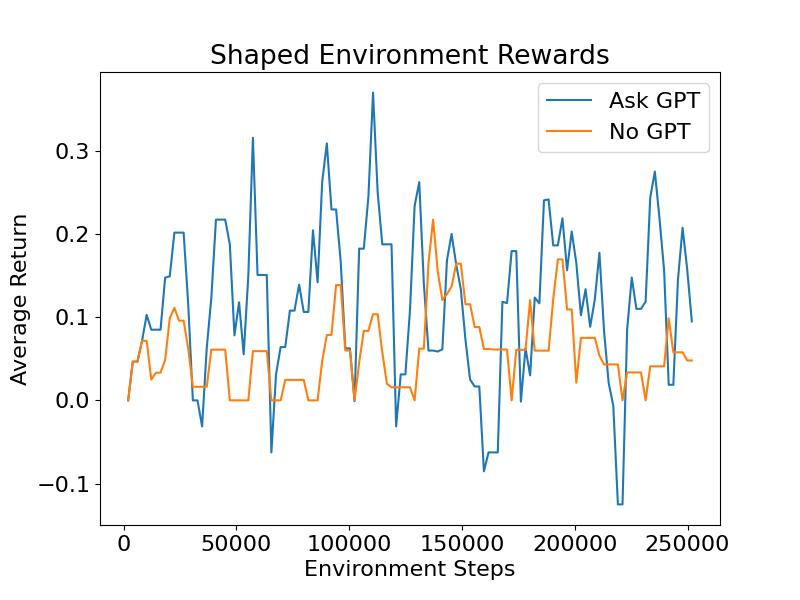 Shaped Environment Rewards
Ask GPT
No GPT
Average Return
0.3
0.2
0.1
0.0
−0.1
0
50000
100000
150000
200000
250000
Environment Steps